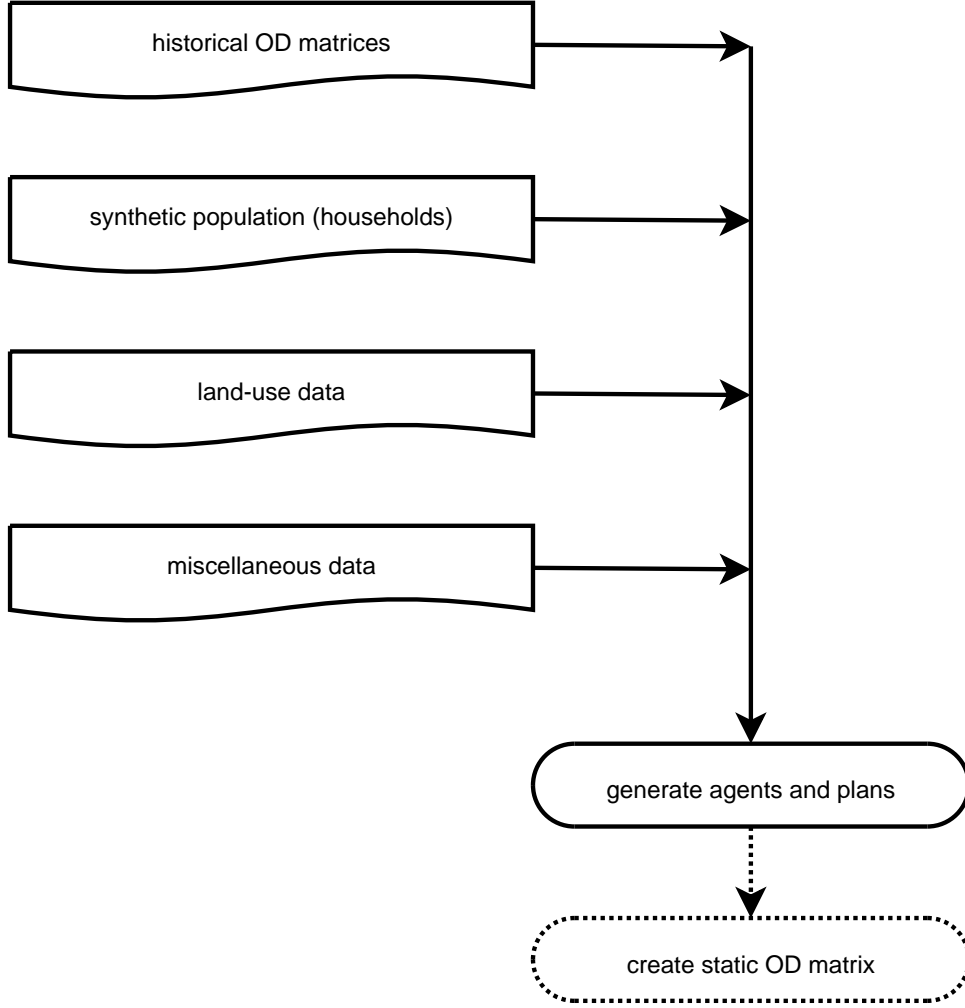 historical OD matrices
synthetic population (households)
land-use data
miscellaneous data
generate agents and plans
create static OD matrix